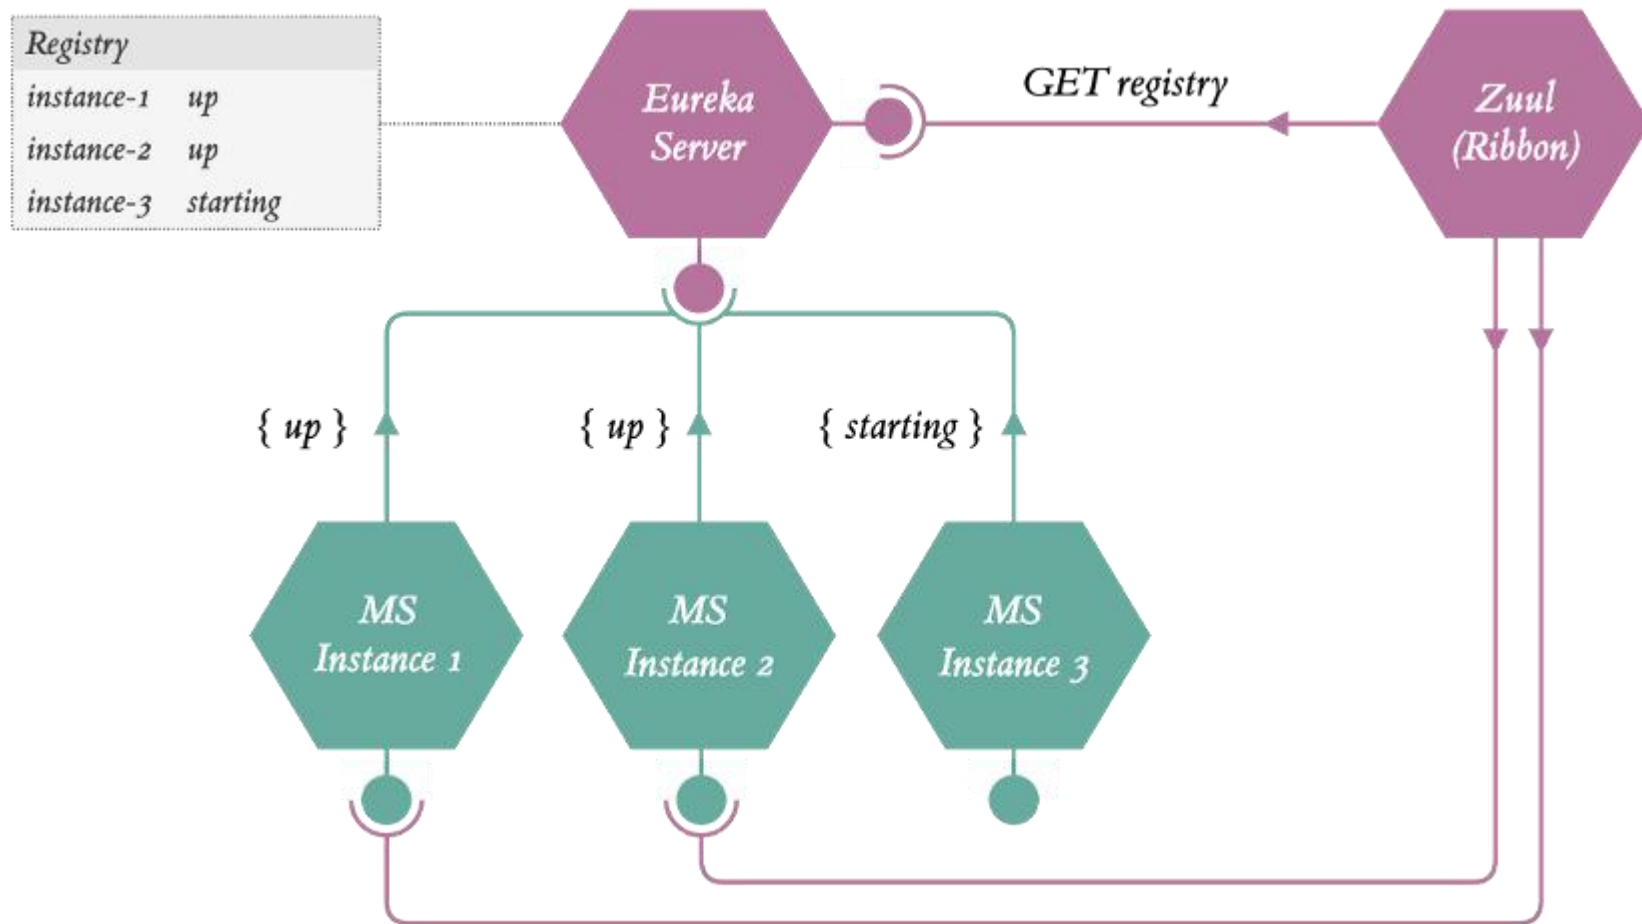 Registry
instance-1 up
instance-2 up
instance-3 starting
Eureka
Server
GET registry
Zuul
(Ribbon)
{ up }
{ up }
{ starting }
MS
Instance 1
MS
Instance 2
MS
Instance 3